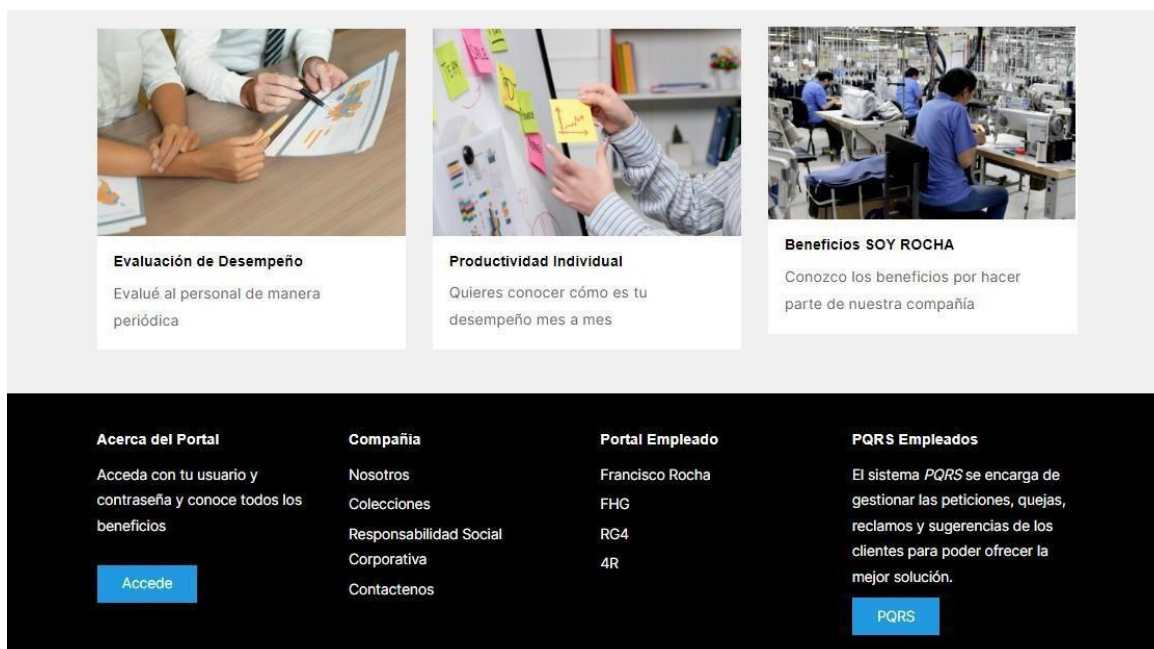 Evaluación de Desempeño
Evalué al personal de manera
periódica
Productividad Individual
Quieres conocer cómo es tu
desempeño mes a mes
Beneficios SOY ROCHA
Conozco los beneficios por hacer
parte de nuestra compañía
Acerca del Portal
Acceda con tu usuario y
contraseña y conoce todos los
beneficios
Accede
Compañia
Nosotros
Colecciones
Responsabilidad Social
Corporativa
Contactenos
Portal Empleado
Francisco Rocha
FHG
RG4
4R
PQRS Empleados
El sistema PQRS se encarga de
gestionar las peticiones, quejas,
reclamos y sugerencias de los
clientes para poder ofrecer la
mejor solución.
PQRS